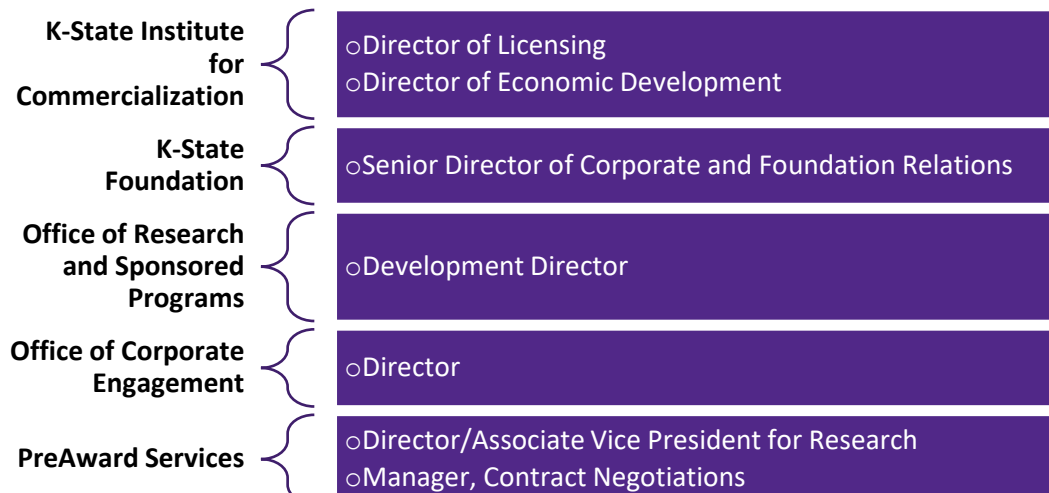 K-State Institute
for
Commercialization
oDirector of Licensing
oDirector of Economic Development
K-State
Foundation
oSenior Director of Corporate and Foundation Relations
Office of Research
and Sponsored
Programs
oDevelopment Director
Office of Corporate
Engagement
oDirector
PreAward Services
oDirector/Associate Vice President for Research
oManager, Contract Negotiations